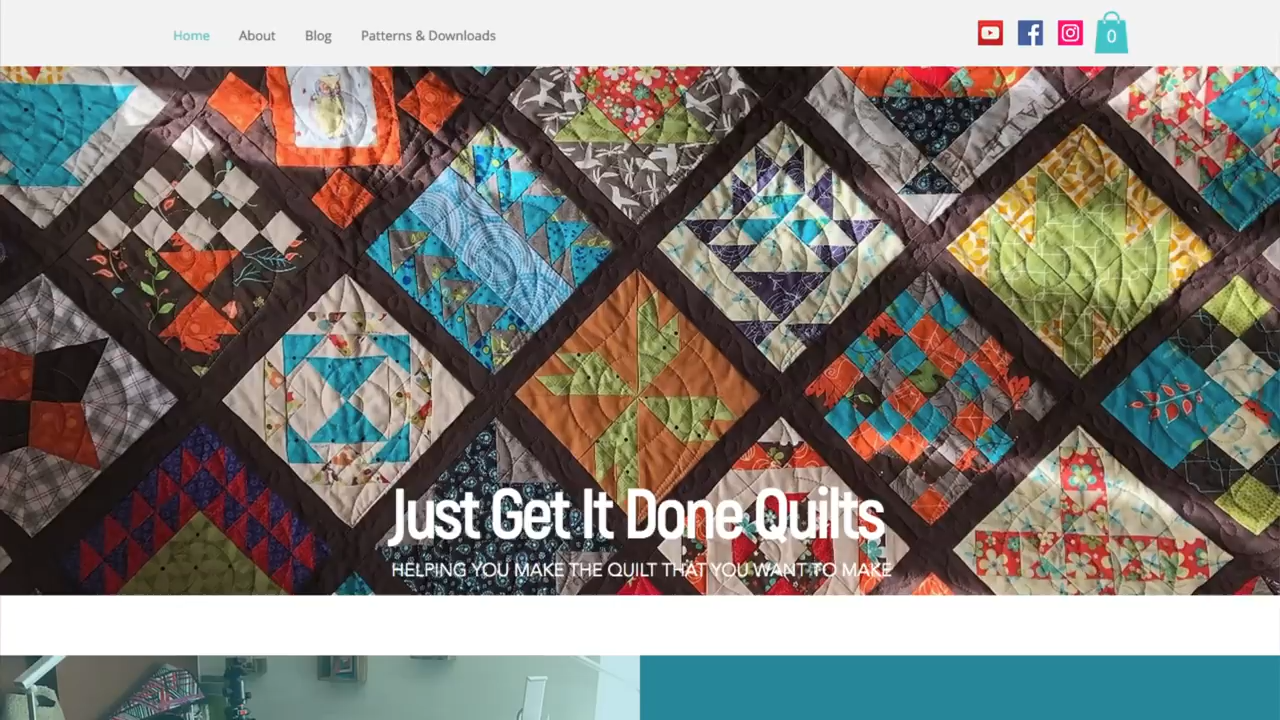 Home About Blog Patterns & Downloads 0
Just Get It Done Quilts
HELPING YOU MAKE THE QUILT THAT YOU WANT TO MAKE